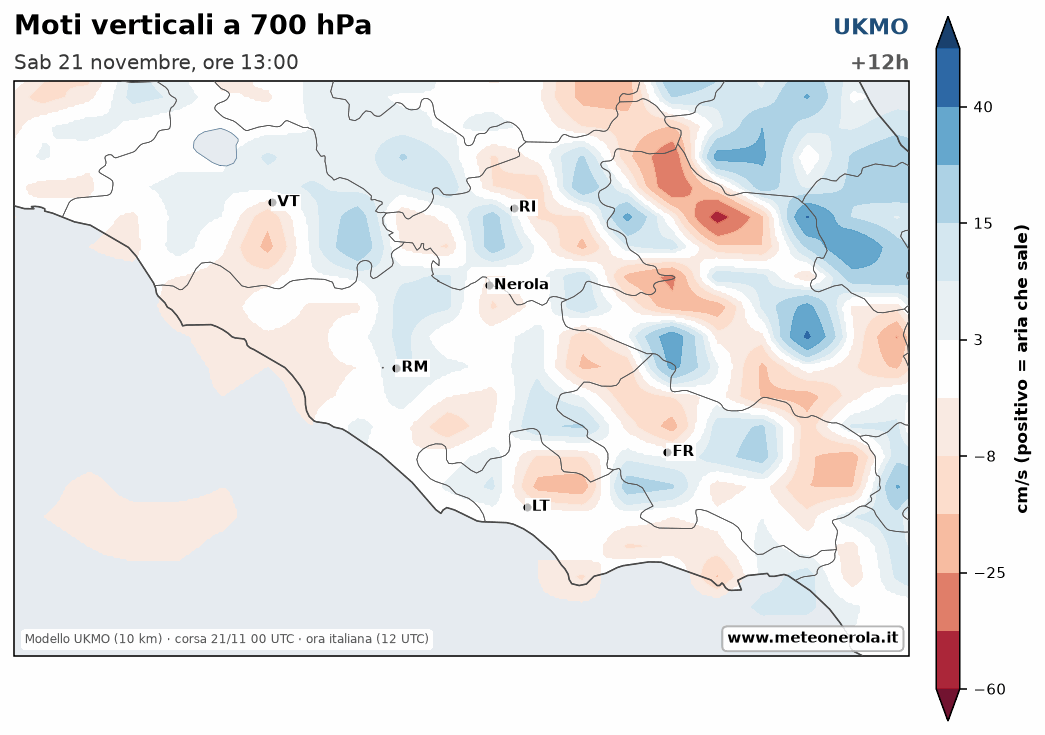 Moti verticali a 700 hPa
UKMO
Sab 21 novembre, ore 13:00
+12h
VT
RI
Nerola
RM
FR
LT
40
15
3
−8
−25
−60
cm/s (positivo = aria che sale)
Modello UKMO (10 km) · corsa 21/11 00 UTC · ora italiana (12 UTC)
www.meteonerola.it